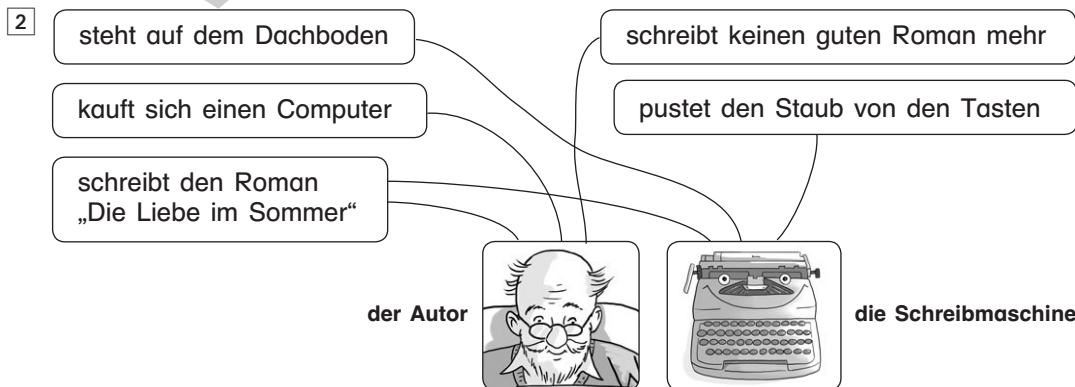 2
steht auf dem Dachboden
schreibt keinen guten Roman mehr
kauft sich einen Computer
pustet den Staub von den Tasten
schreibt den Roman
„Die Liebe im Sommer“
der Autor
die Schreibmaschine